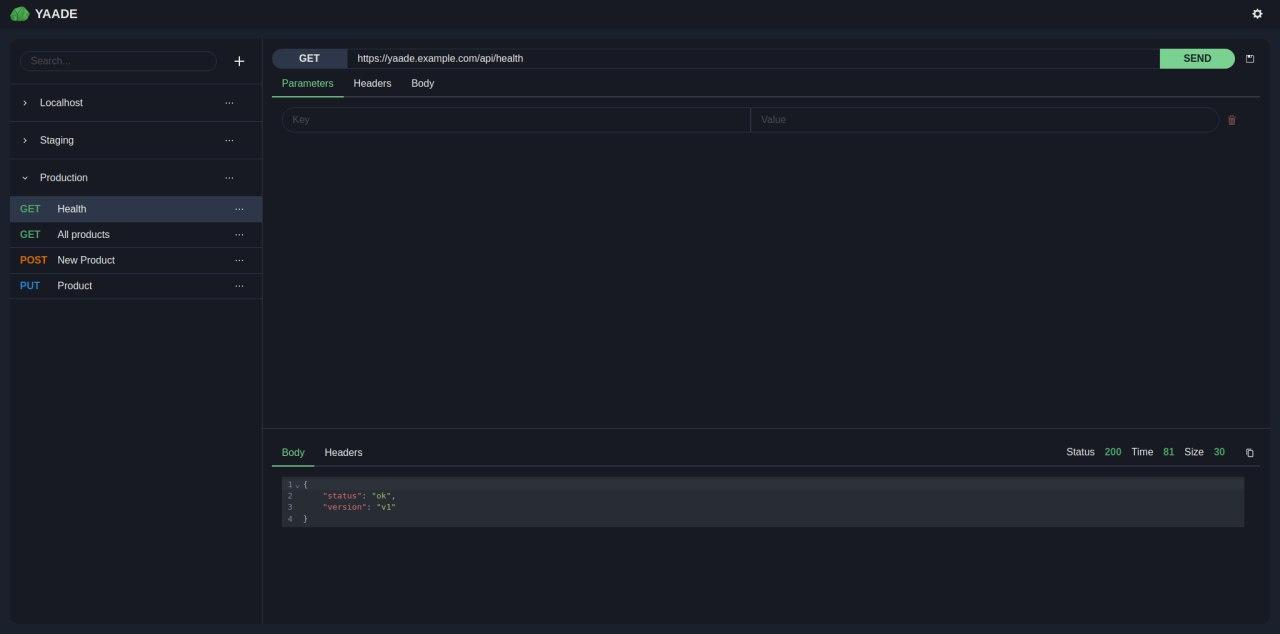 YAADE
Search...
Localhost ...
Staging ...
Production ...
GET Health ...
GET All products ...
POST New Product ...
PUT Product ...
GET https://yaade.example.com/api/health SEND
Parameters Headers Body
Key Value
Body Headers Status 200 Time 81 Size 30
1 {
2 "status": "ok",
3 "version": "v1"
4 }